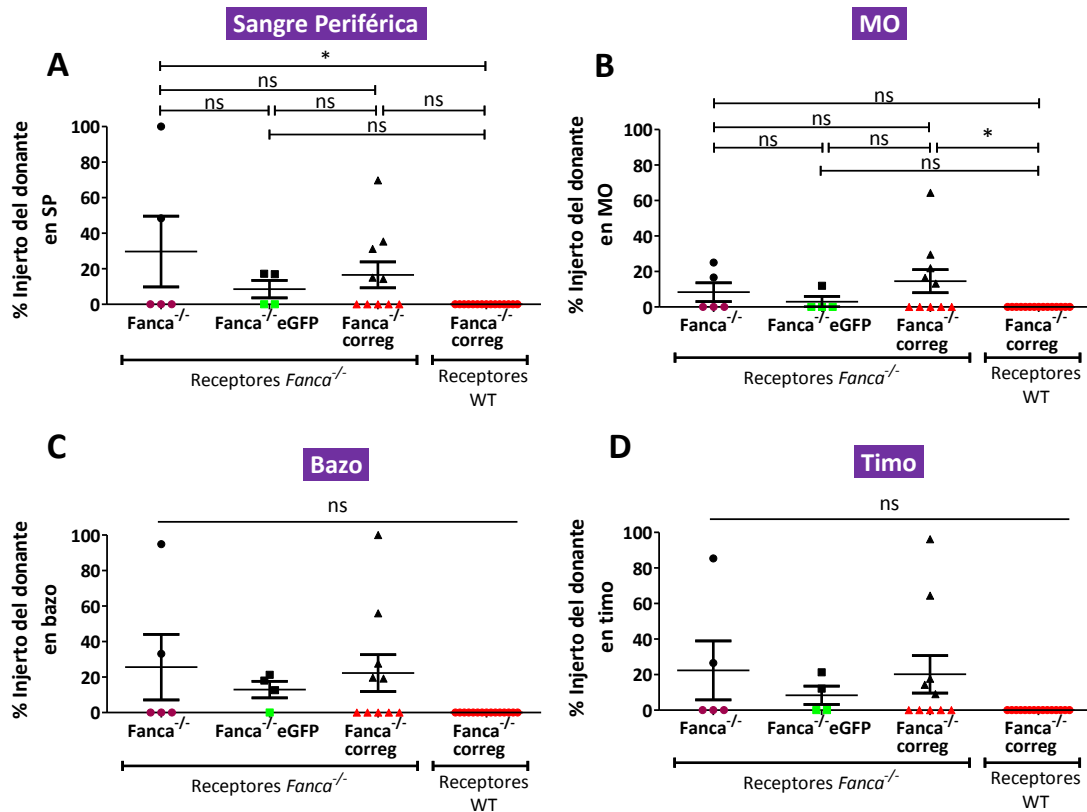 Sangre Periférica
MO
A
*
ns
ns ns ns
ns
% Injerto del donante
en SP
100
80
60
40
20
0
Fanca-/- Fanca-/-eGFP Fanca-/- Fanca-/-
correg correg
Receptores Fanca-/- Receptores
WT
B
ns
ns
ns ns *
ns
% Injerto del donante
en MO
100
80
60
40
20
0
Fanca-/- Fanca-/-eGFP Fanca-/- Fanca-/-
correg correg
Receptores Fanca-/- Receptores
WT
C
Bazo
ns
% Injerto del donante
en bazo
100
80
60
40
20
0
Fanca-/- Fanca-/-eGFP Fanca-/- Fanca-/-
correg correg
Receptores Fanca-/- Receptores
WT
D
Timo
ns
% Injerto del donante
en timo
100
80
60
40
20
0
Fanca-/- Fanca-/-eGFP Fanca-/- Fanca-/-
correg correg
Receptores Fanca-/- Receptores
WT